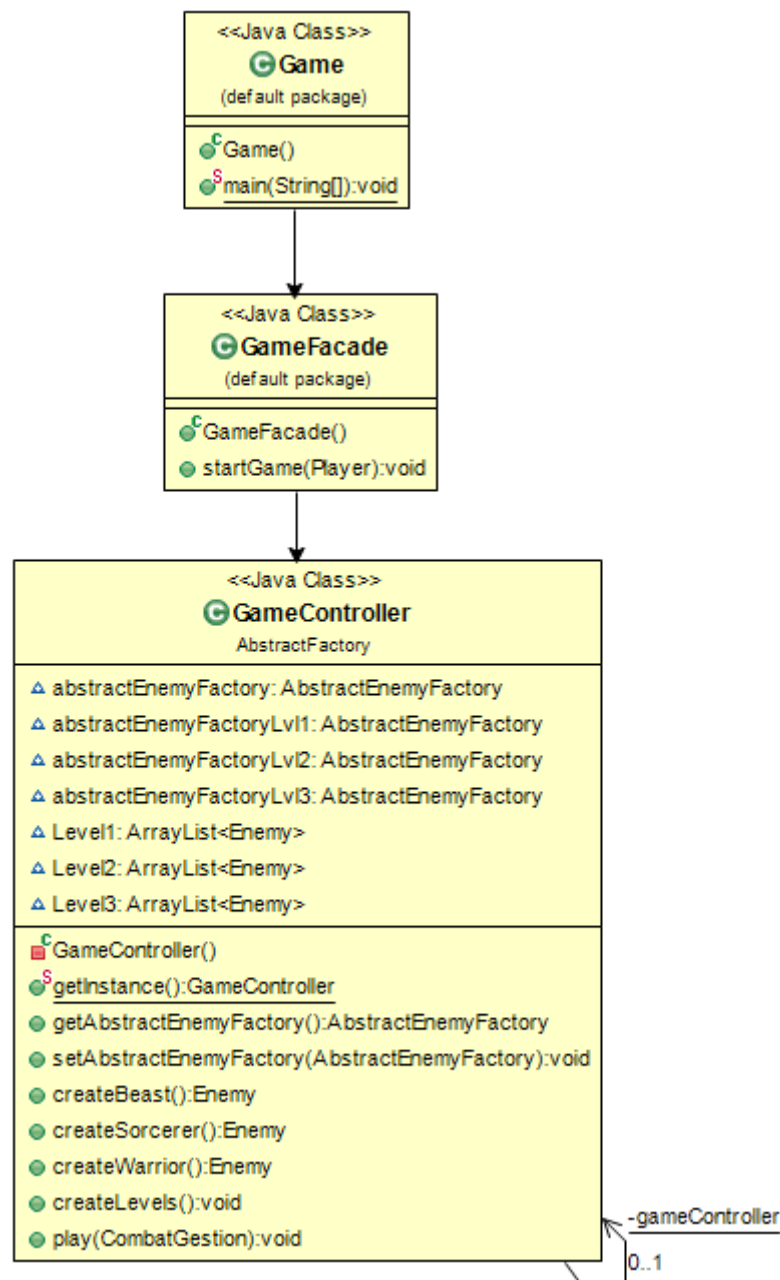 <<Java Class>>
Game
(default package)
Game()
main(String[]):void
<<Java Class>>
GameFacade
(default package)
GameFacade()
startGame(Player):void
<<Java Class>>
GameController
AbstractFactory
abstractEnemyFactory: AbstractEnemyFactory
abstractEnemyFactoryLvl1: AbstractEnemyFactory
abstractEnemyFactoryLvl2: AbstractEnemyFactory
abstractEnemyFactoryLvl3: AbstractEnemyFactory
Level1: ArrayList<Enemy>
Level2: ArrayList<Enemy>
Level3: ArrayList<Enemy>
GameController()
getInstance():GameController
getAbstractEnemyFactory():AbstractEnemyFactory
setAbstractEnemyFactory(AbstractEnemyFactory):void
createBeast():Enemy
createSorcerer():Enemy
createWarrior():Enemy
createLevels():void
play(CombatGestion):void
-gameController
0..1